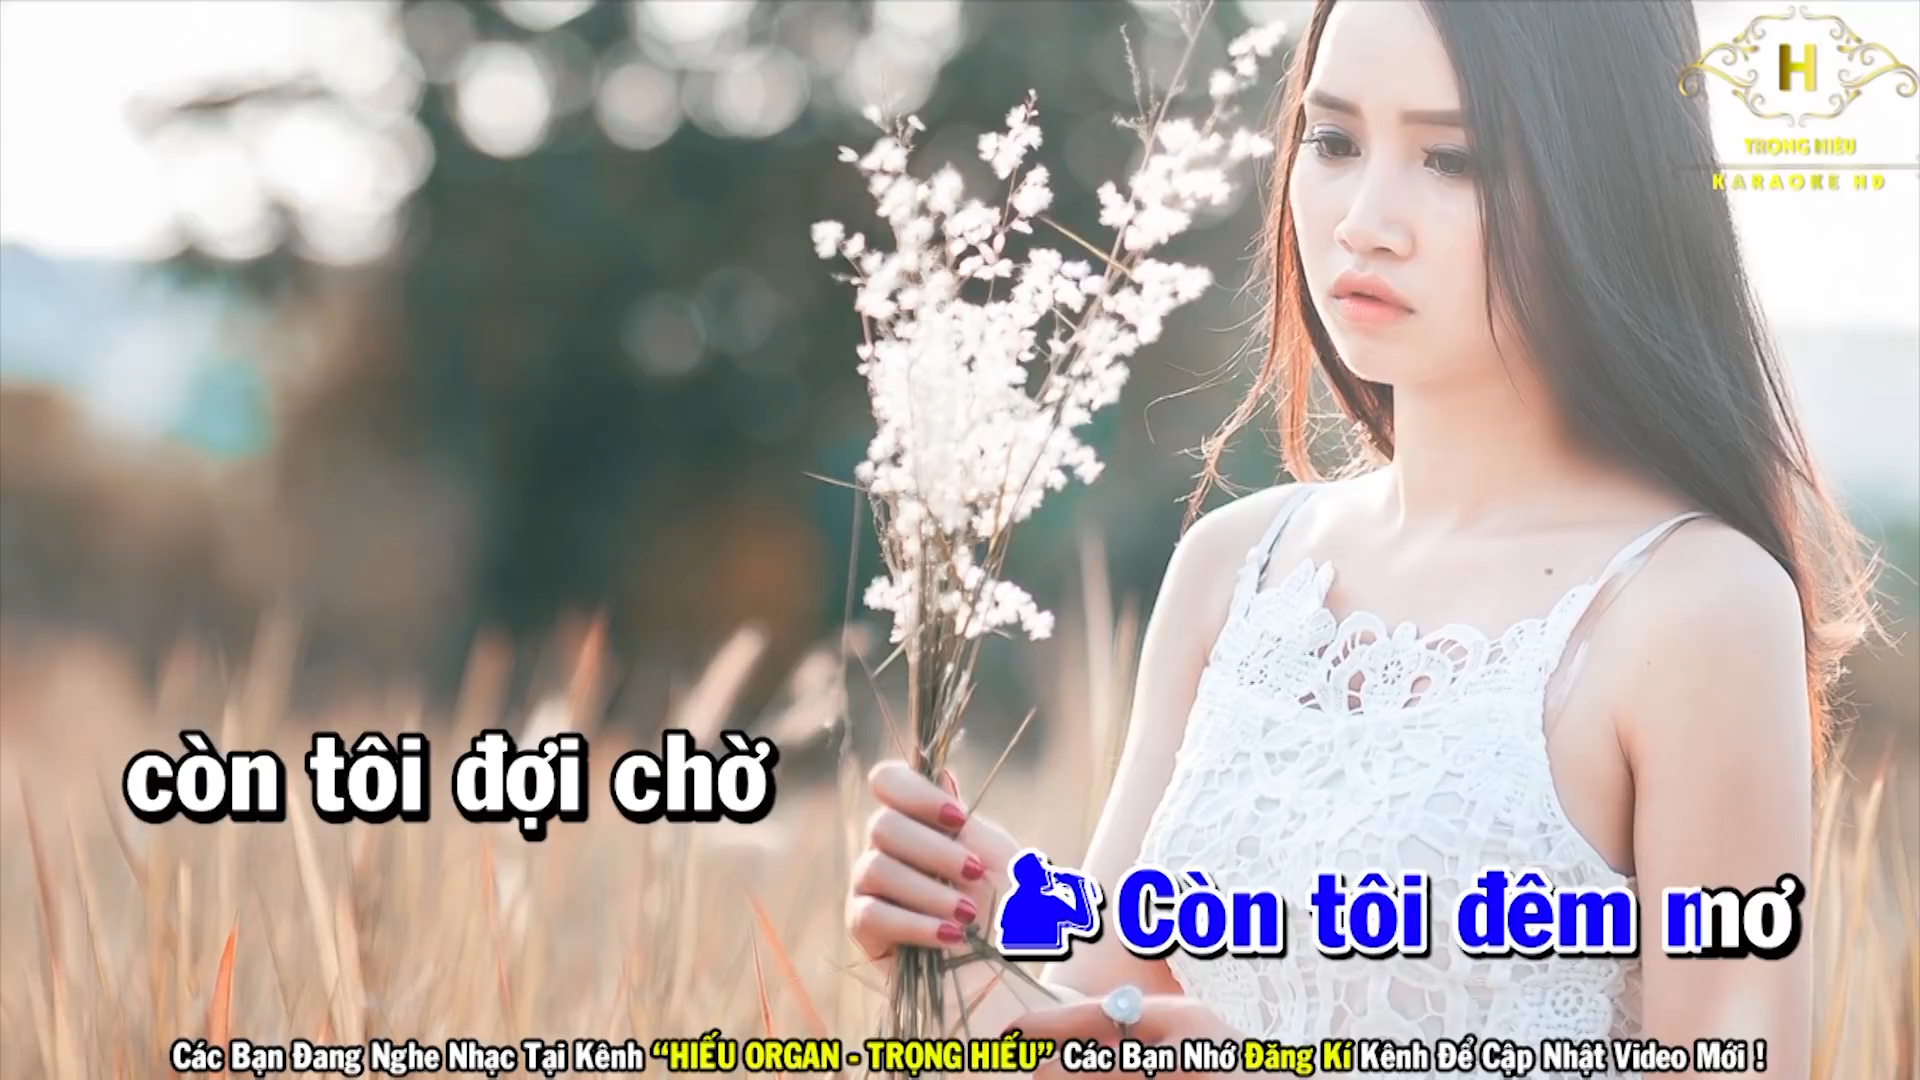 H
TRỌNG HIẾU
KARAOKE HD
còn tôi đợi chờ
Còn tôi đêm mơ
Các Bạn Đang Nghe Nhạc Tại Kênh “HIẾU ORGAN - TRỌNG HIẾU” Các Bạn Nhớ Đăng Kí Kênh Để Cập Nhật Video Mới !